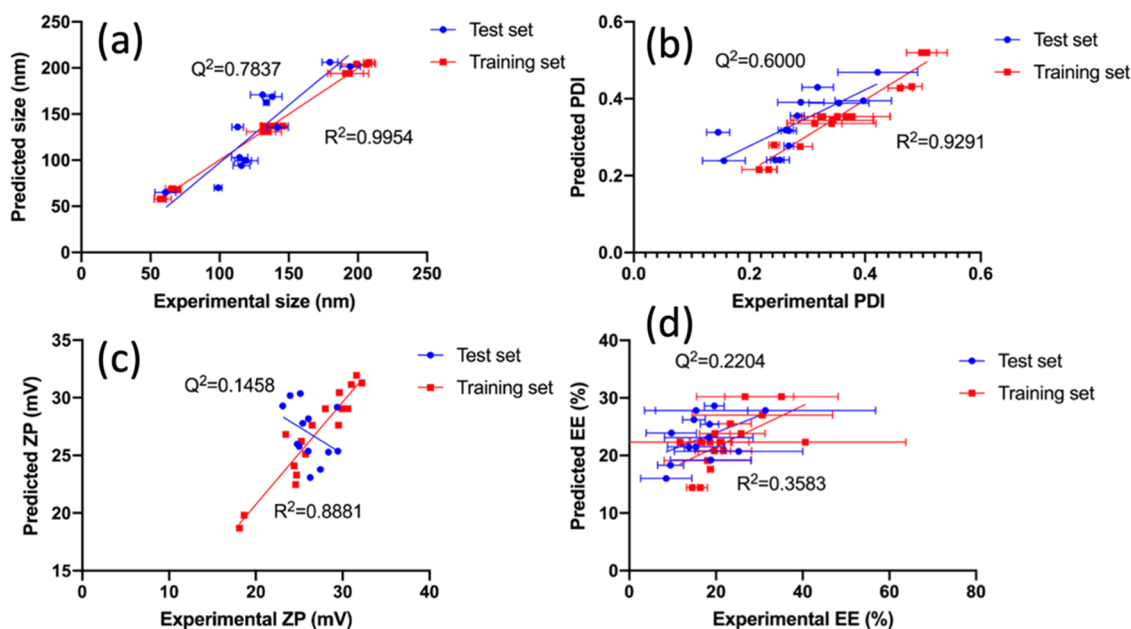 (a)
Q²=0.7837
R²=0.9954
Test set
Training set
Predicted size (nm)
250
200
150
100
50
0
0 50 100 150 200 250
Experimental size (nm)
(b)
Q²=0.6000
R²=0.9291
Test set
Training set
Predicted PDI
0.6
0.4
0.2
0.0
0.0 0.2 0.4 0.6
Experimental PDI
(c)
Q²=0.1458
R²=0.8881
Test set
Training set
Predicted ZP (mV)
35
30
25
20
15
0 10 20 30 40
Experimental ZP (mV)
(d)
Q²=0.2204
R²=0.3583
Test set
Training set
Predicted EE (%)
40
30
20
10
0
0 20 40 60 80
Experimental EE (%)